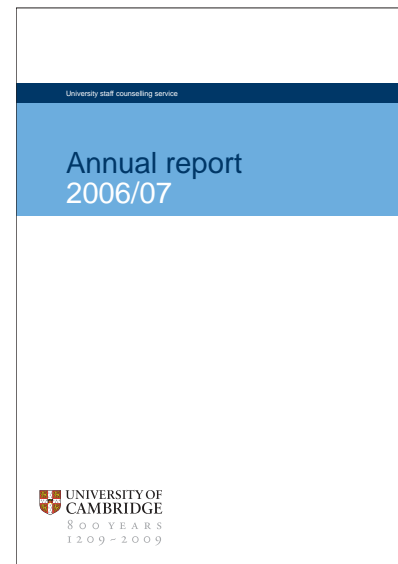 University staff counselling service
Annual report
2006/07
UNIVERSITY OF
CAMBRIDGE
800 YEARS
1209~2009